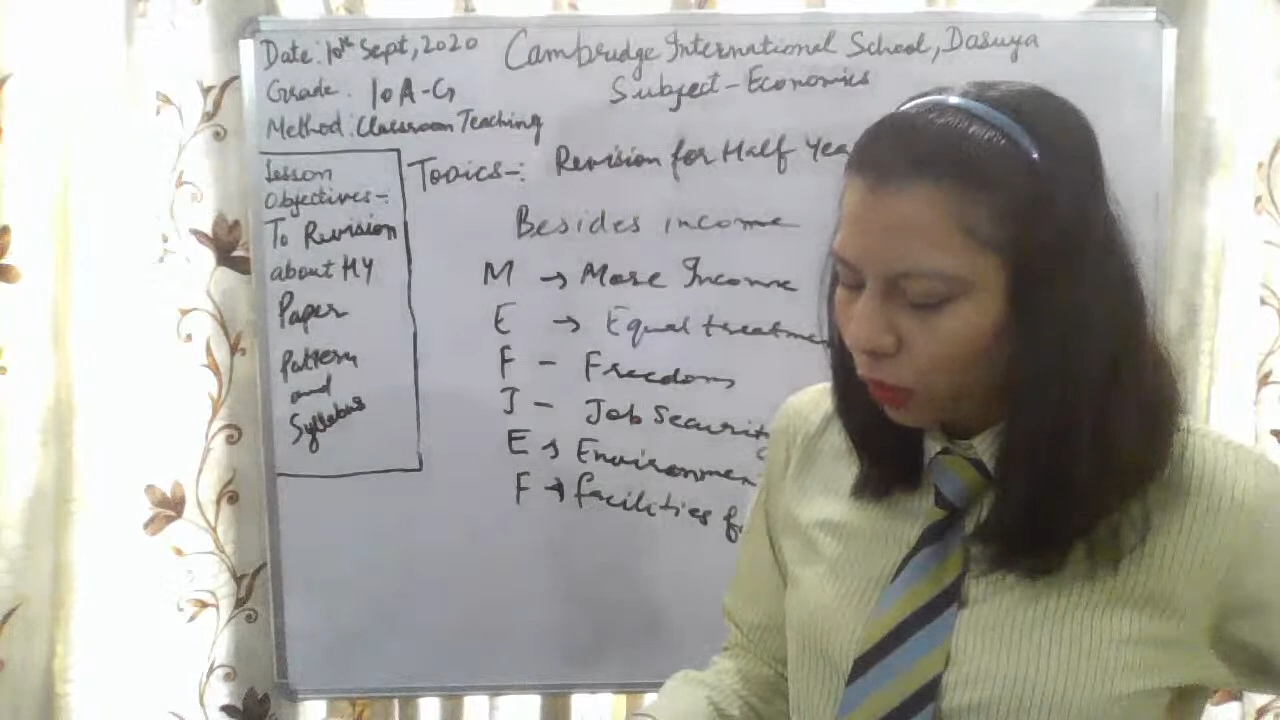 Date: 10th Sept, 2020
Cambridge International School, Dasuya
Grade: 10 A-G
Subject - Economics
Method: Classroom Teaching
Lesson
Objectives -:
To Revision
about HY
Paper
Pattern
and
Syllabus
Topics -: Revision for Half Yea
Besides income
M → More Income
E → Equal treatmen
F - Freedom
J - Job Securit
E → Environmen
F → facilities f